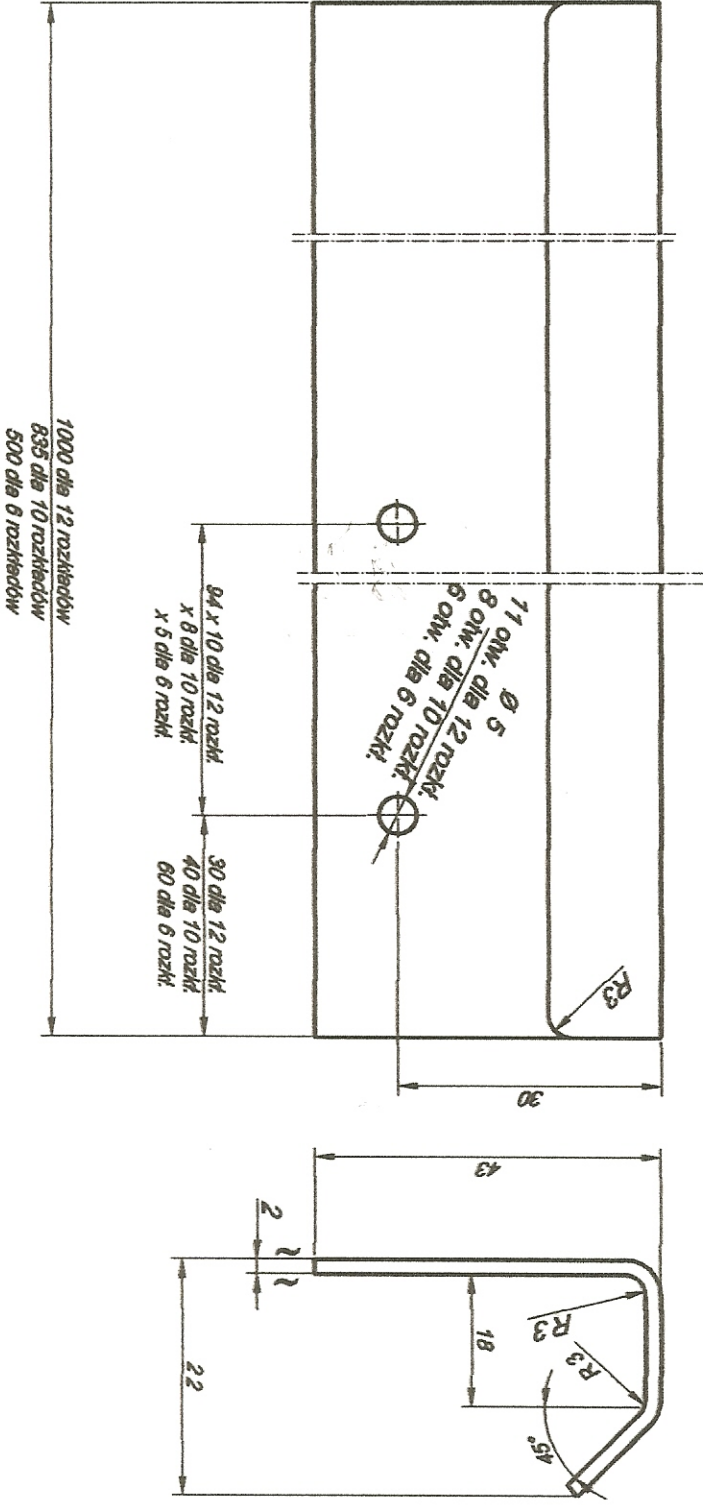 1000 dla 12 rozkładów
835 dla 10 rozkładów
500 dla 6 rozkładów
94 x 10 dla 12 rozkł.
x 8 dla 10 rozkł.
x 5 dla 6 rozkł.
Ø 5
11 otw. dla 12 rozkł.
8 otw. dla 10 rozkł.
6 otw. dla 6 rozkł.
30 dla 12 rozkł.
40 dla 10 rozkł.
60 dla 6 rozkł.
R3
30
43
2
22
18
R3
R3
45°